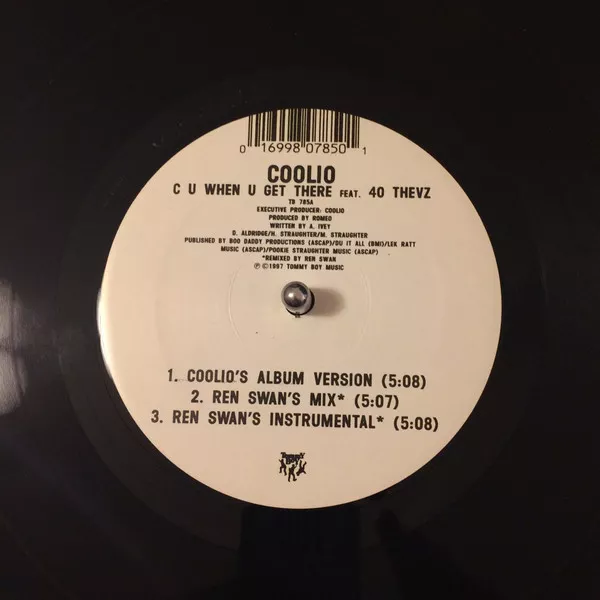 0 16998 07850 1
COOLIO
C U WHEN U GET THERE FEAT. 40 THEVZ
TB 785A
EXECUTIVE PRODUCER: COOLIO
PRODUCED BY ROMEO
WRITTEN BY A. IVEY
D. ALDRIDGE/H. STRAUGHTER/M. STRAUGHTER
PUBLISHED BY BOO DADDY PRODUCTIONS (ASCAP)/DU IT ALL (BMI)/LEK RATT
MUSIC (ASCAP)/POOKIE STRAUGHTER MUSIC (ASCAP)
*REMIXED BY REN SWAN
℗ ©1997 TOMMY BOY MUSIC
1. COOLIO'S ALBUM VERSION (5:08)
2. REN SWAN'S MIX* (5:07)
3. REN SWAN'S INSTRUMENTAL* (5:08)
Tommy
Boy